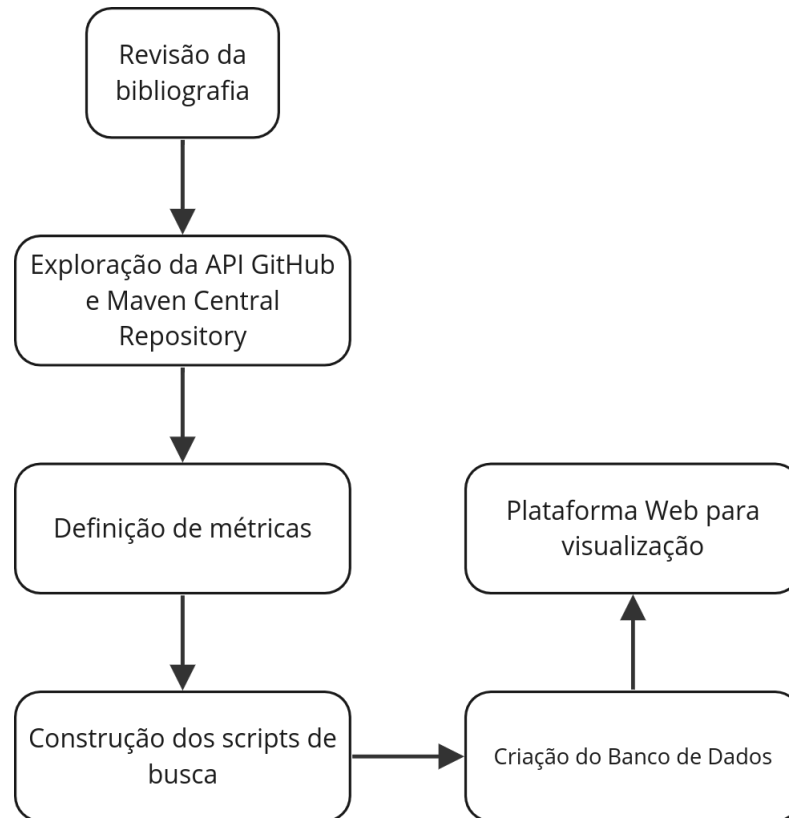 Revisão da
bibliografia
Exploração da API GitHub
e Maven Central
Repository
Definição de métricas
Construção dos scripts de
busca
Criação do Banco de Dados
Plataforma Web para
visualização